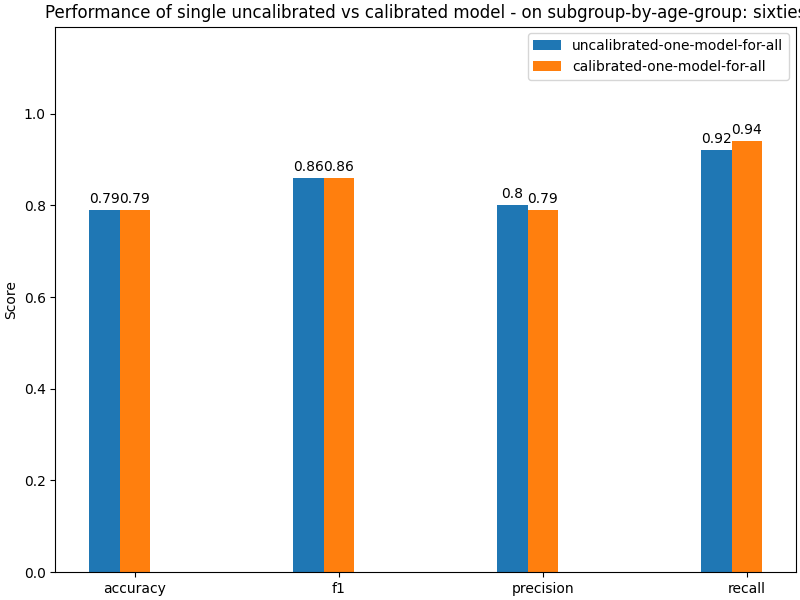 Performance of single uncalibrated vs calibrated model - on subgroup-by-age-group: sixties
uncalibrated-one-model-for-all
calibrated-one-model-for-all
1.0
0.8
0.6
0.4
0.2
0.0
Score
0.79 0.79
0.86 0.86
0.8 0.79
0.92 0.94
accuracy f1 precision recall